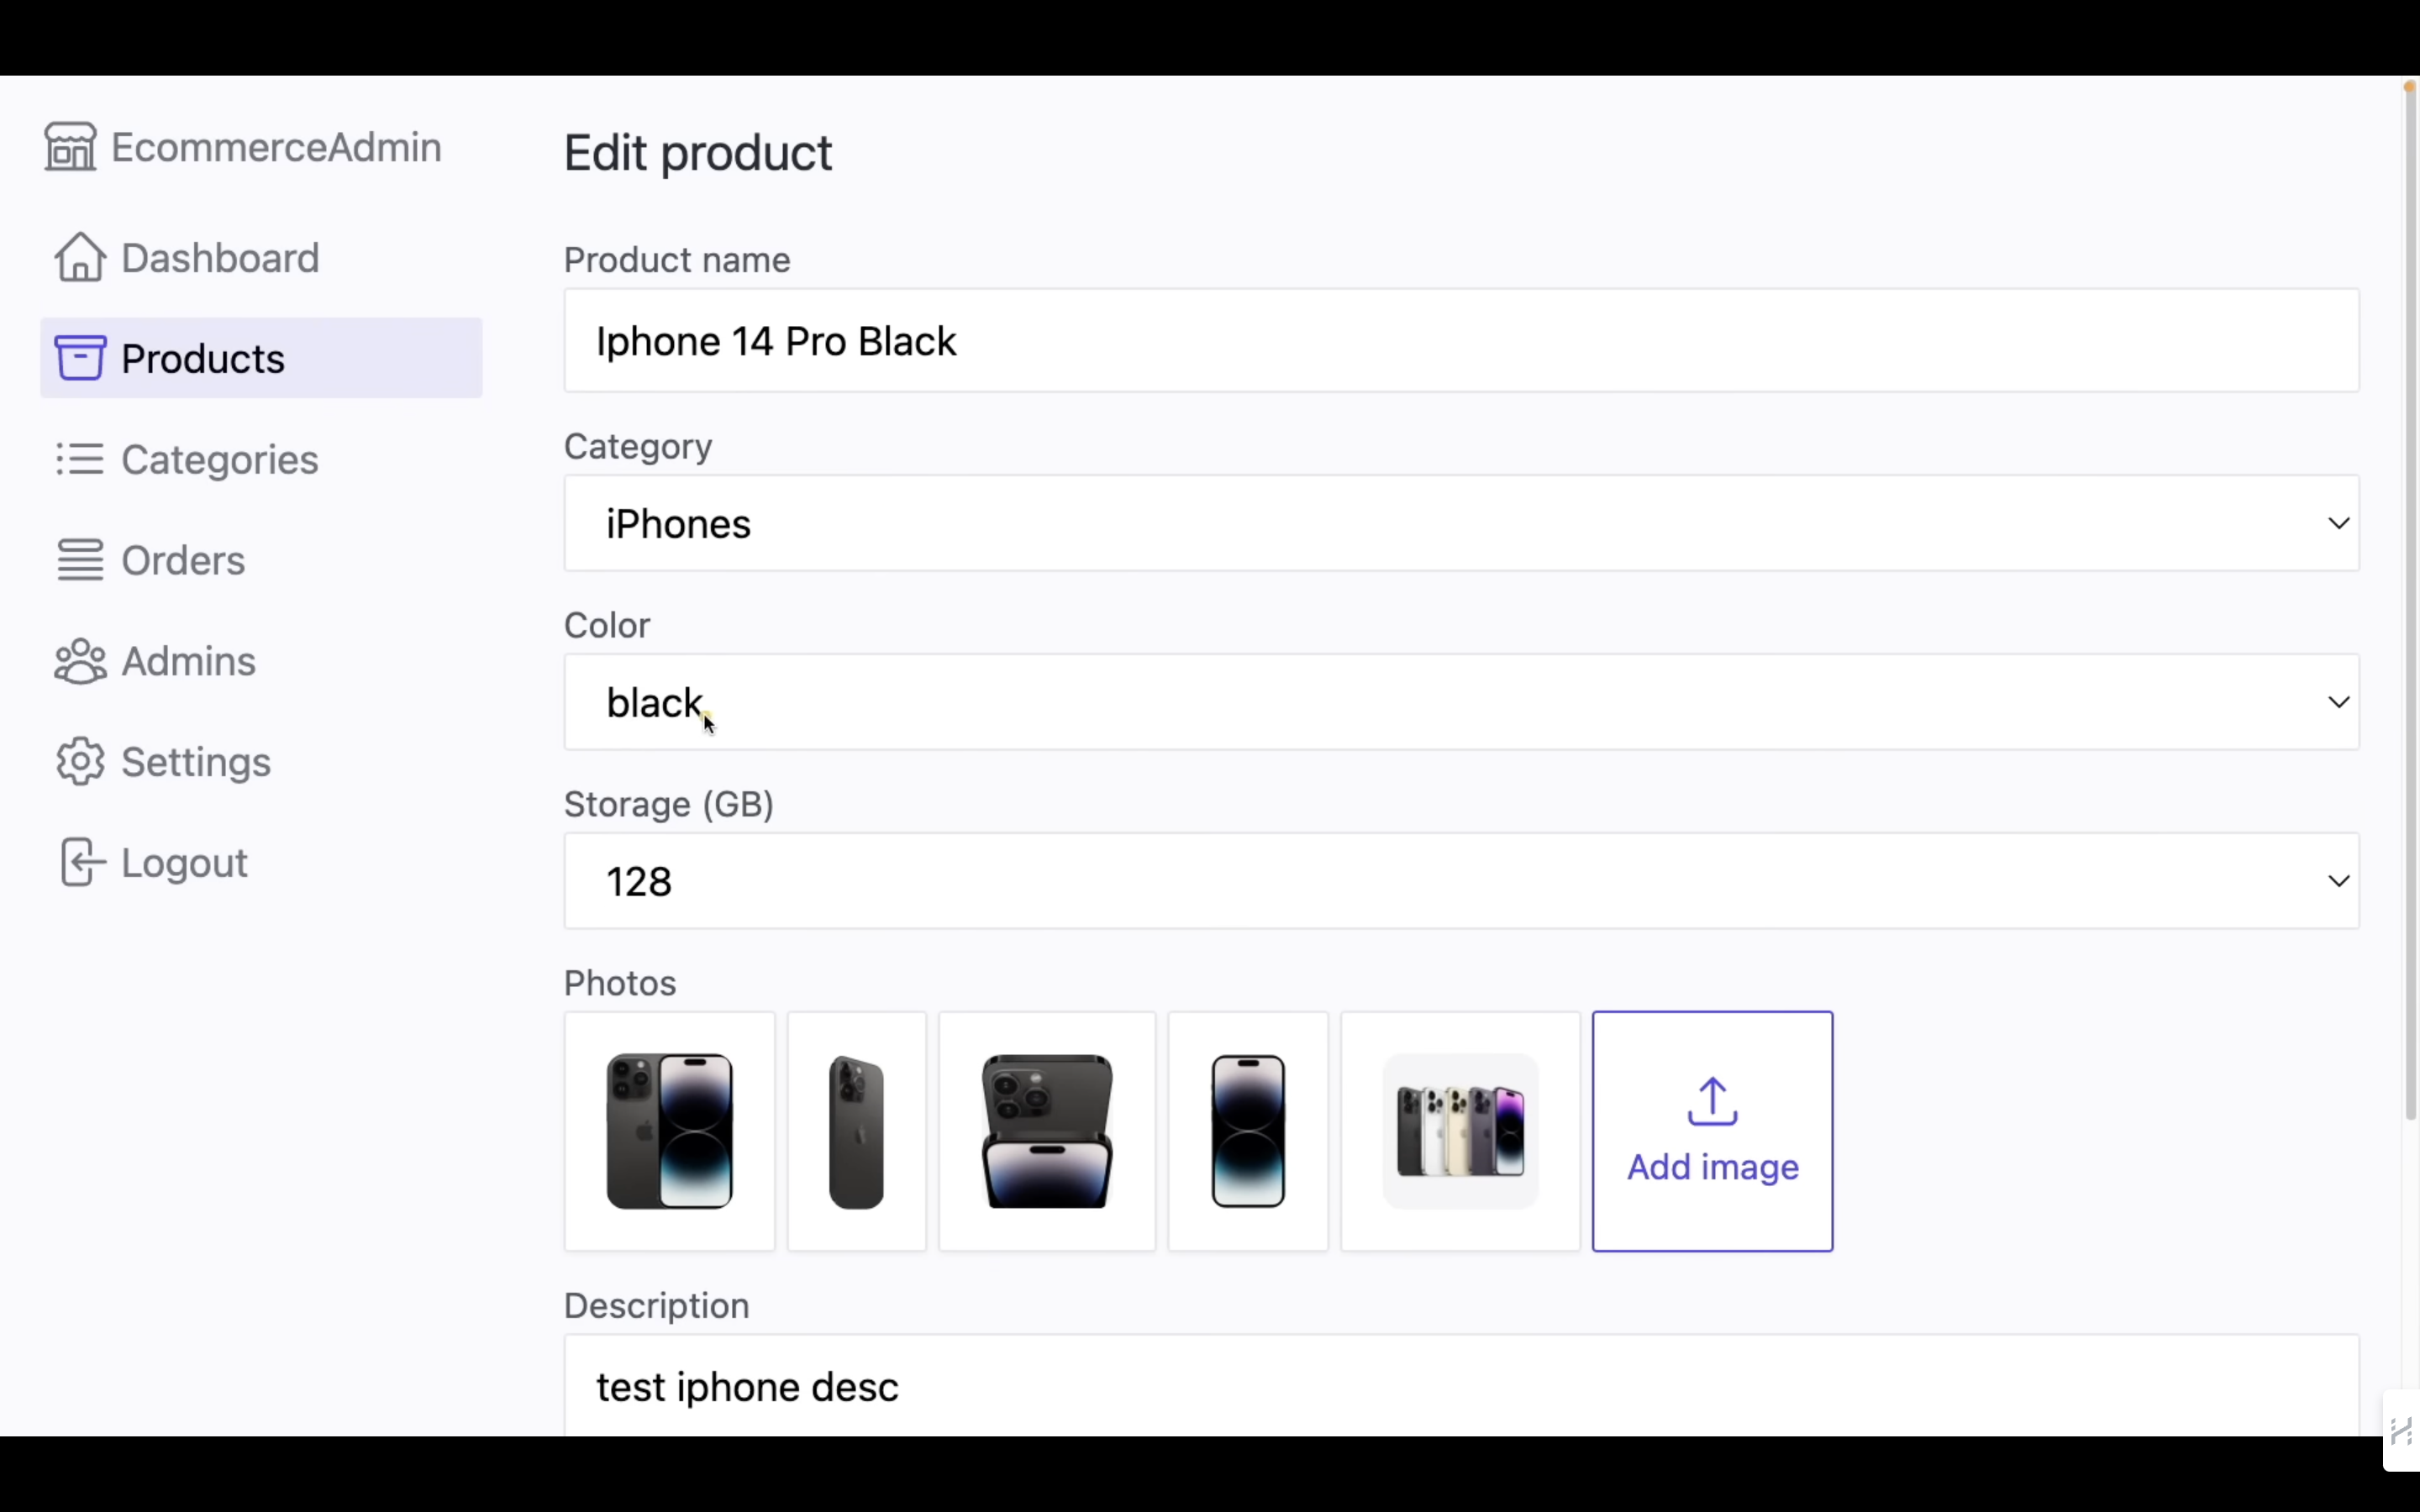 EcommerceAdmin
Dashboard
Products
Categories
Orders
Admins
Settings
Logout
Edit product
Product name
Iphone 14 Pro Black
Category
iPhones
Color
black
Storage (GB)
128
Photos
Add image
Description
test iphone desc